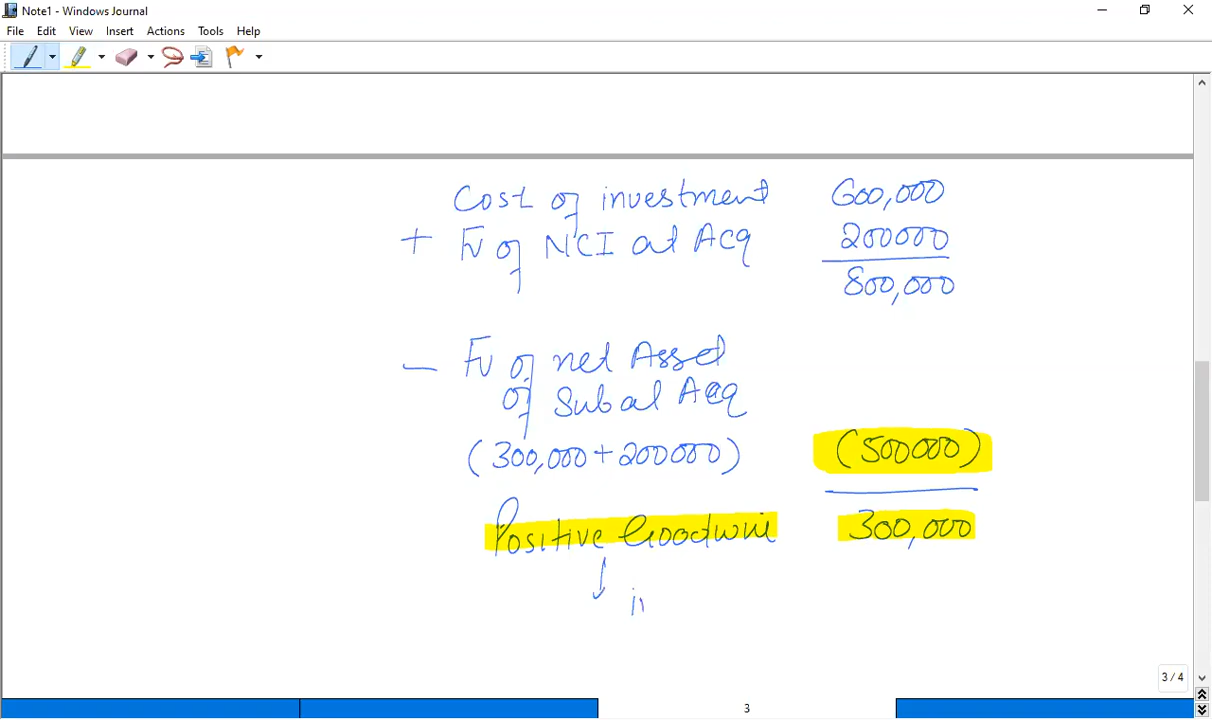 Note1 - Windows Journal
File Edit View Insert Actions Tools Help
Cost of investment 600,000
+ Fv of NCI at Acq 200000
800,000
- Fv of net Asset
of Sub at Acq
(300,000+200000) (500000)
Positive Goodwill 300,000
3 / 4
3